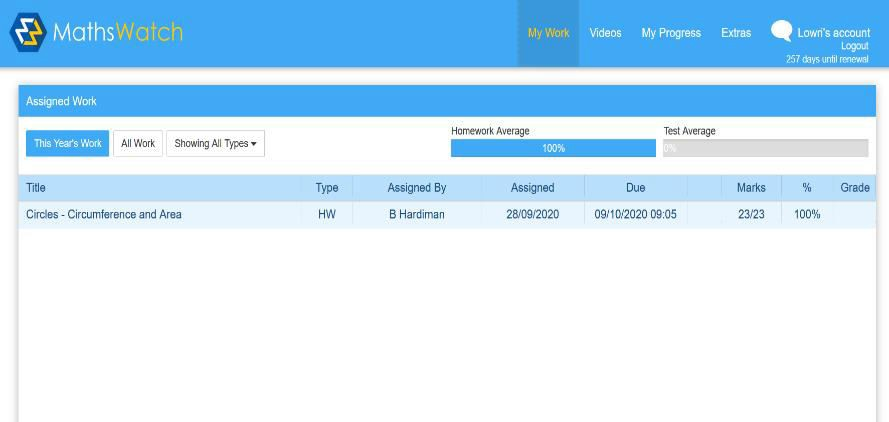 MathsWatch
My Work Videos My Progress Extras Lowri's account
Logout
257 days until renewal
Assigned Work
Homework Average Test Average
This Year's Work All Work Showing All Types
100% 0%
Title Type Assigned By Assigned Due Marks % Grade
Circles - Circumference and Area HW B Hardiman 28/09/2020 09/10/2020 09:05 23/23 100%